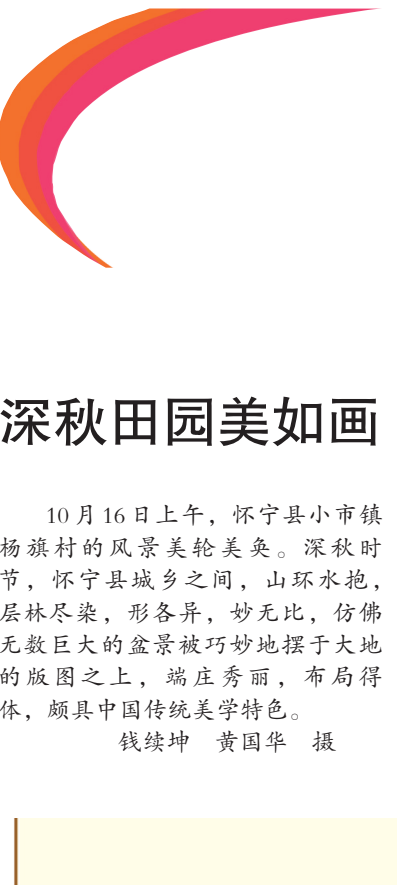 深秋田园美如画
10月16日上午，怀宁县小市镇
杨旗村的风景美轮美奂。深秋时
节，怀宁县城乡之间，山环水抱，
层林尽染，形各异，妙无比，仿佛
无数巨大的盆景被巧妙地摆于大地
的版图之上，端庄秀丽，布局得
体，颇具中国传统美学特色。
钱续坤 黄国华 摄